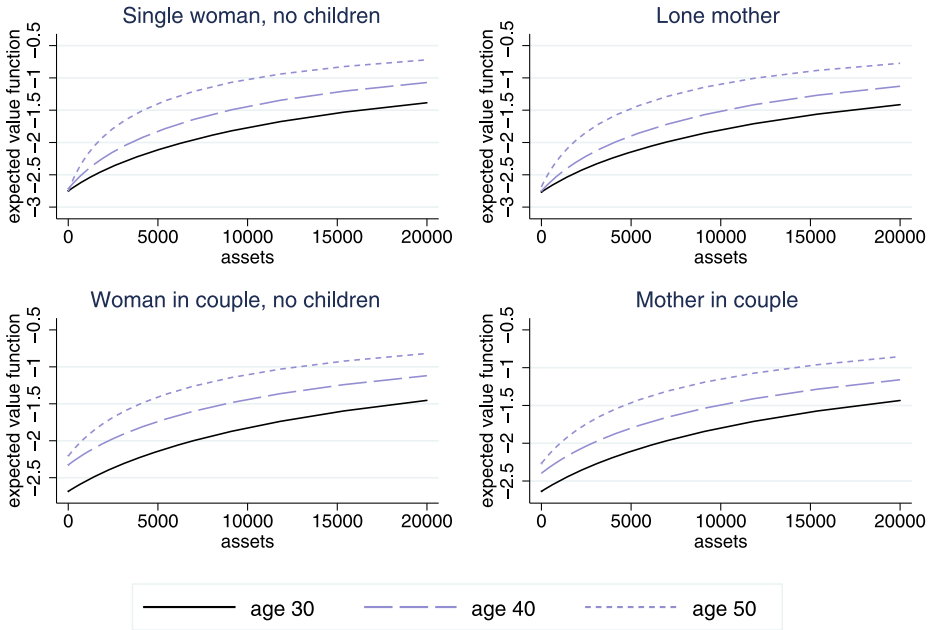 Single woman, no children
expected value function
−3 −2.5 −2 −1.5 −1 −0.5
0 5000 10000 15000 20000
assets
Lone mother
expected value function
−3 −2.5 −2 −1.5 −1 −0.5
0 5000 10000 15000 20000
assets
Woman in couple, no children
expected value function
−2.5 −2 −1.5 −1 −0.5
0 5000 10000 15000 20000
assets
Mother in couple
expected value function
−2.5 −2 −1.5 −1 −0.5
0 5000 10000 15000 20000
assets
age 30 age 40 age 50